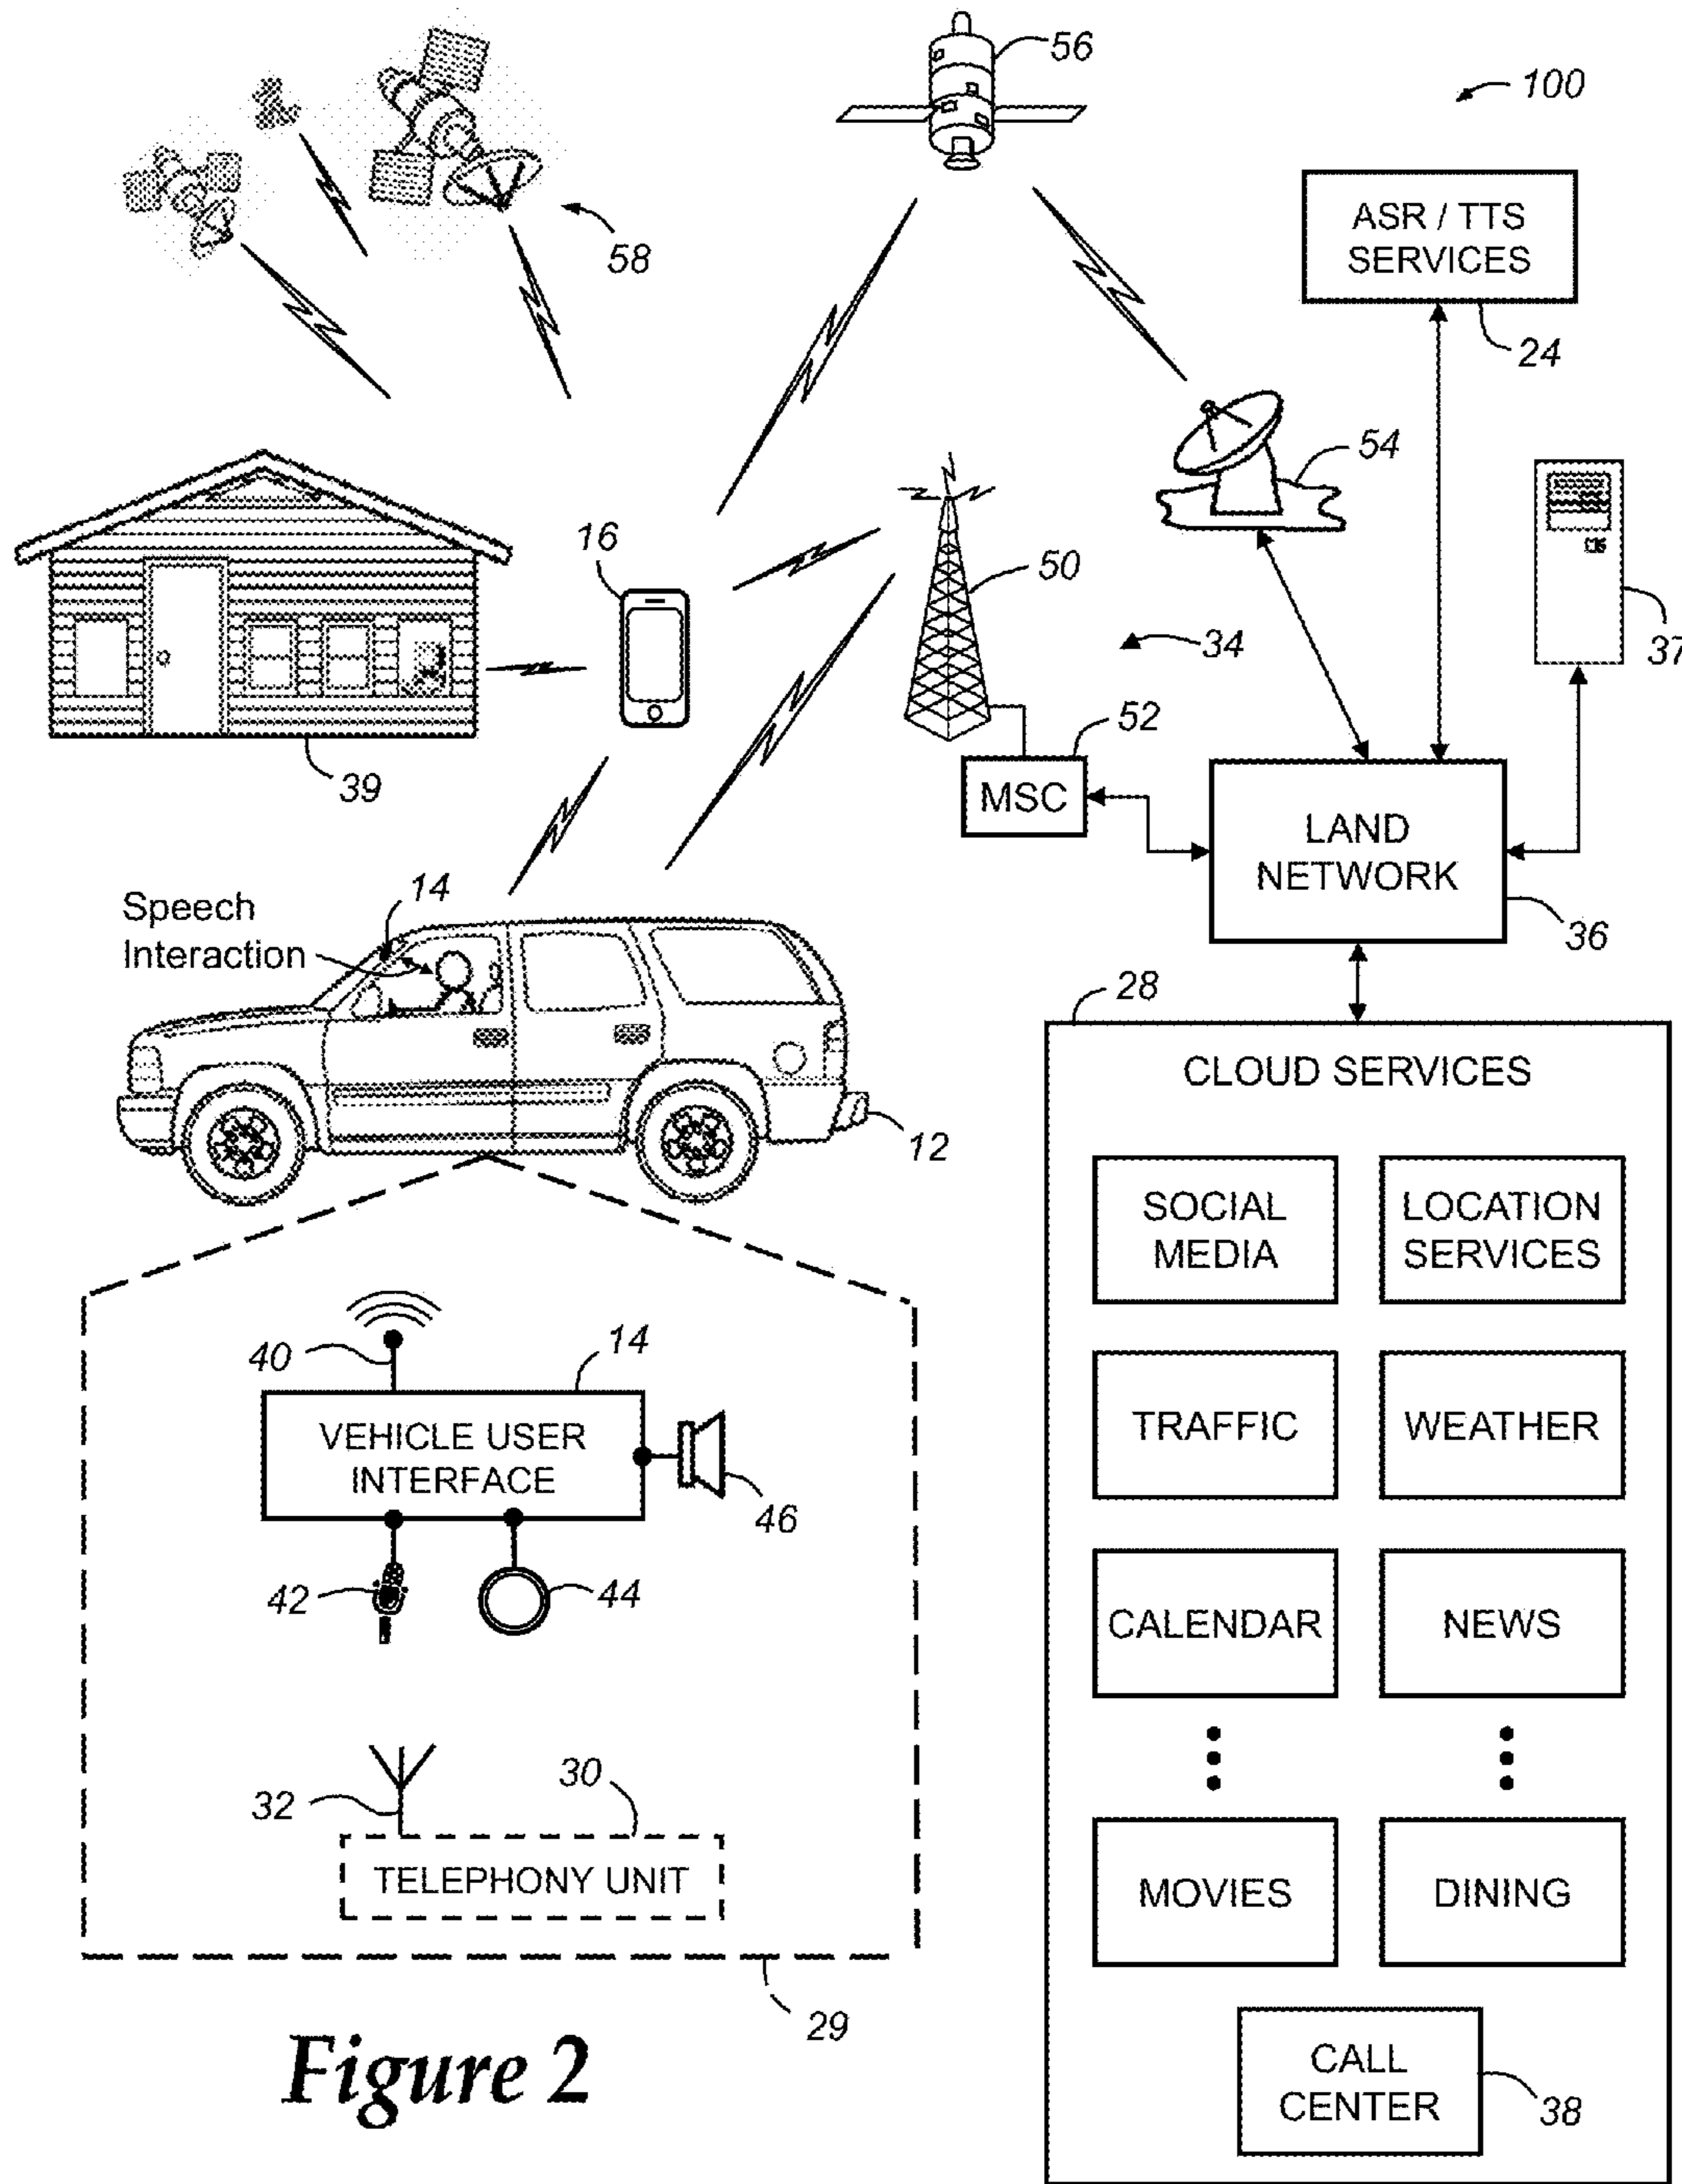 56
100
58
ASR / TTS
SERVICES
24
54
16
50
37
34
52
39
MSC
LAND
NETWORK
36
14
Speech
Interaction
28
CLOUD SERVICES
12
SOCIAL
MEDIA
LOCATION
SERVICES
40
14
TRAFFIC
WEATHER
VEHICLE USER
INTERFACE
46
42
44
CALENDAR
NEWS
32
30
TELEPHONY UNIT
MOVIES
DINING
29
Figure 2
CALL
CENTER
38